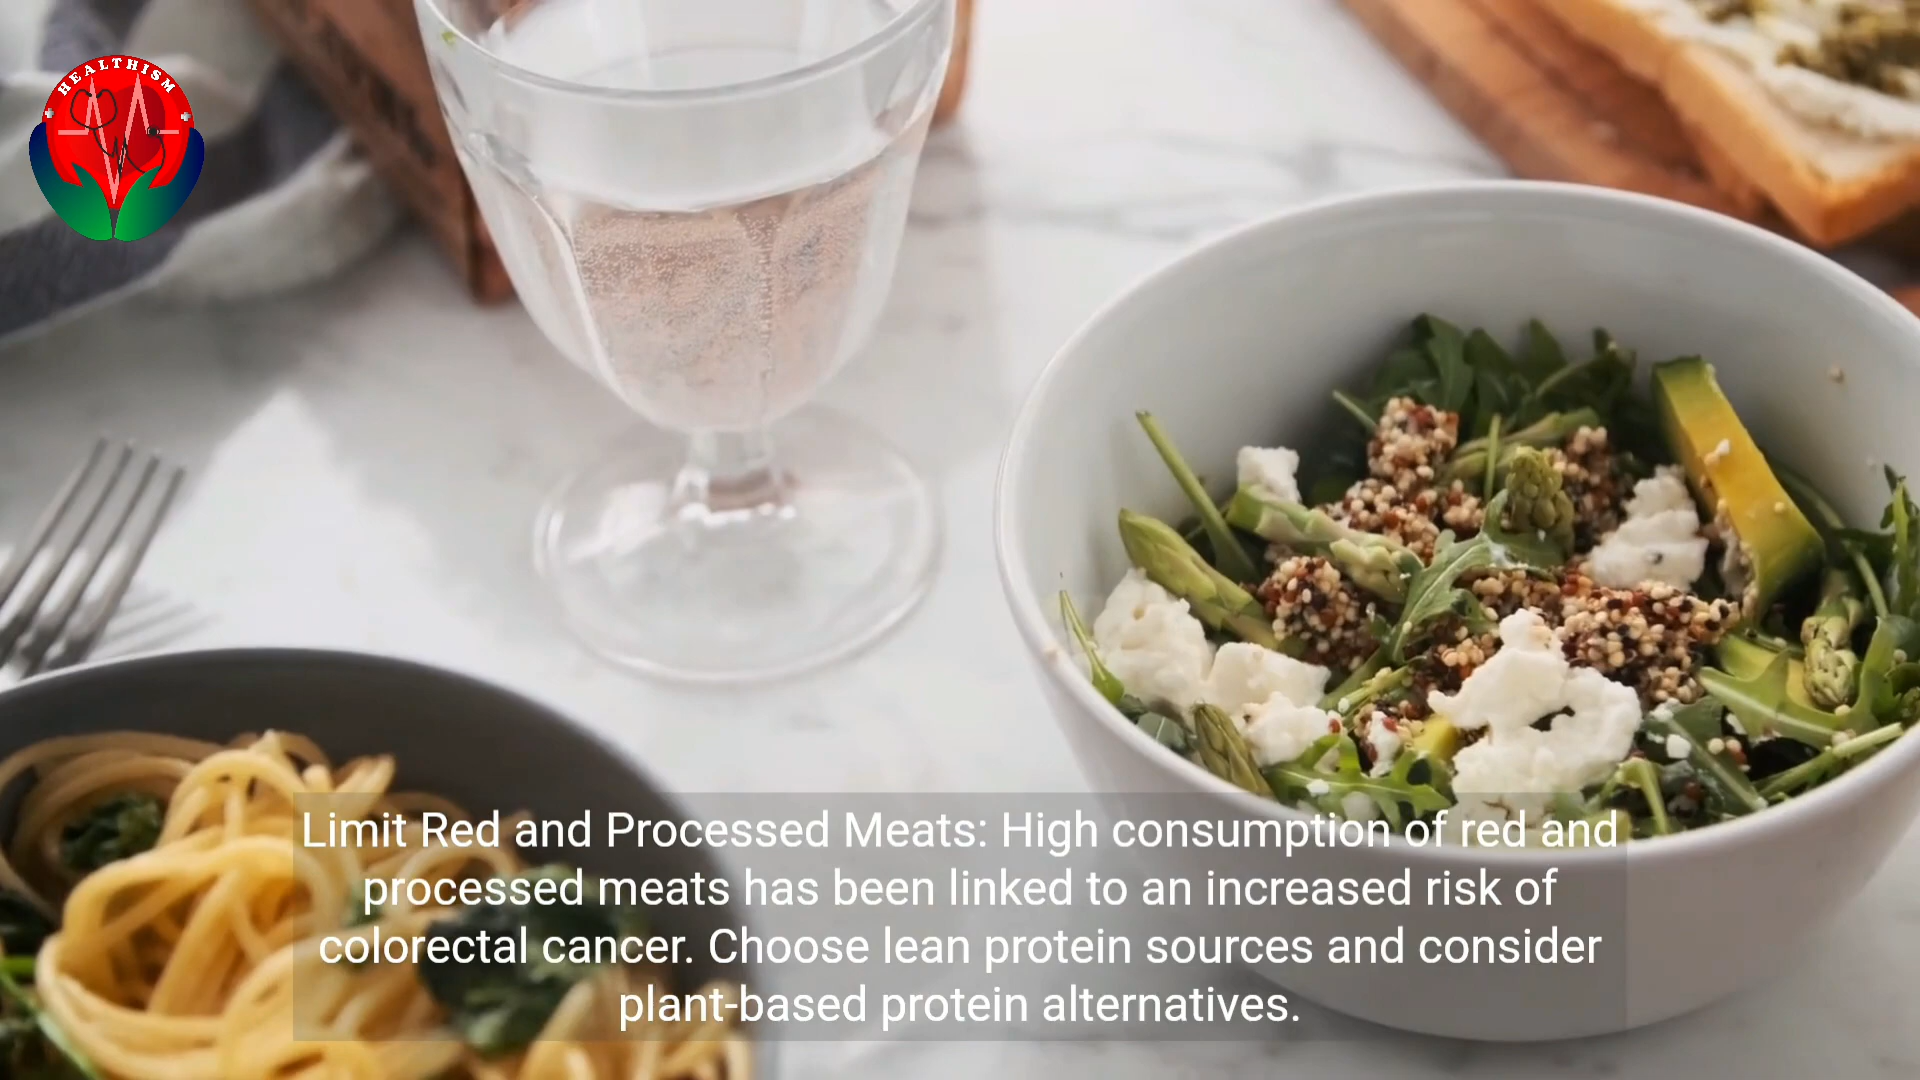 HEALTHISM
Limit Red and Processed Meats: High consumption of red and
processed meats has been linked to an increased risk of
colorectal cancer. Choose lean protein sources and consider
plant-based protein alternatives.